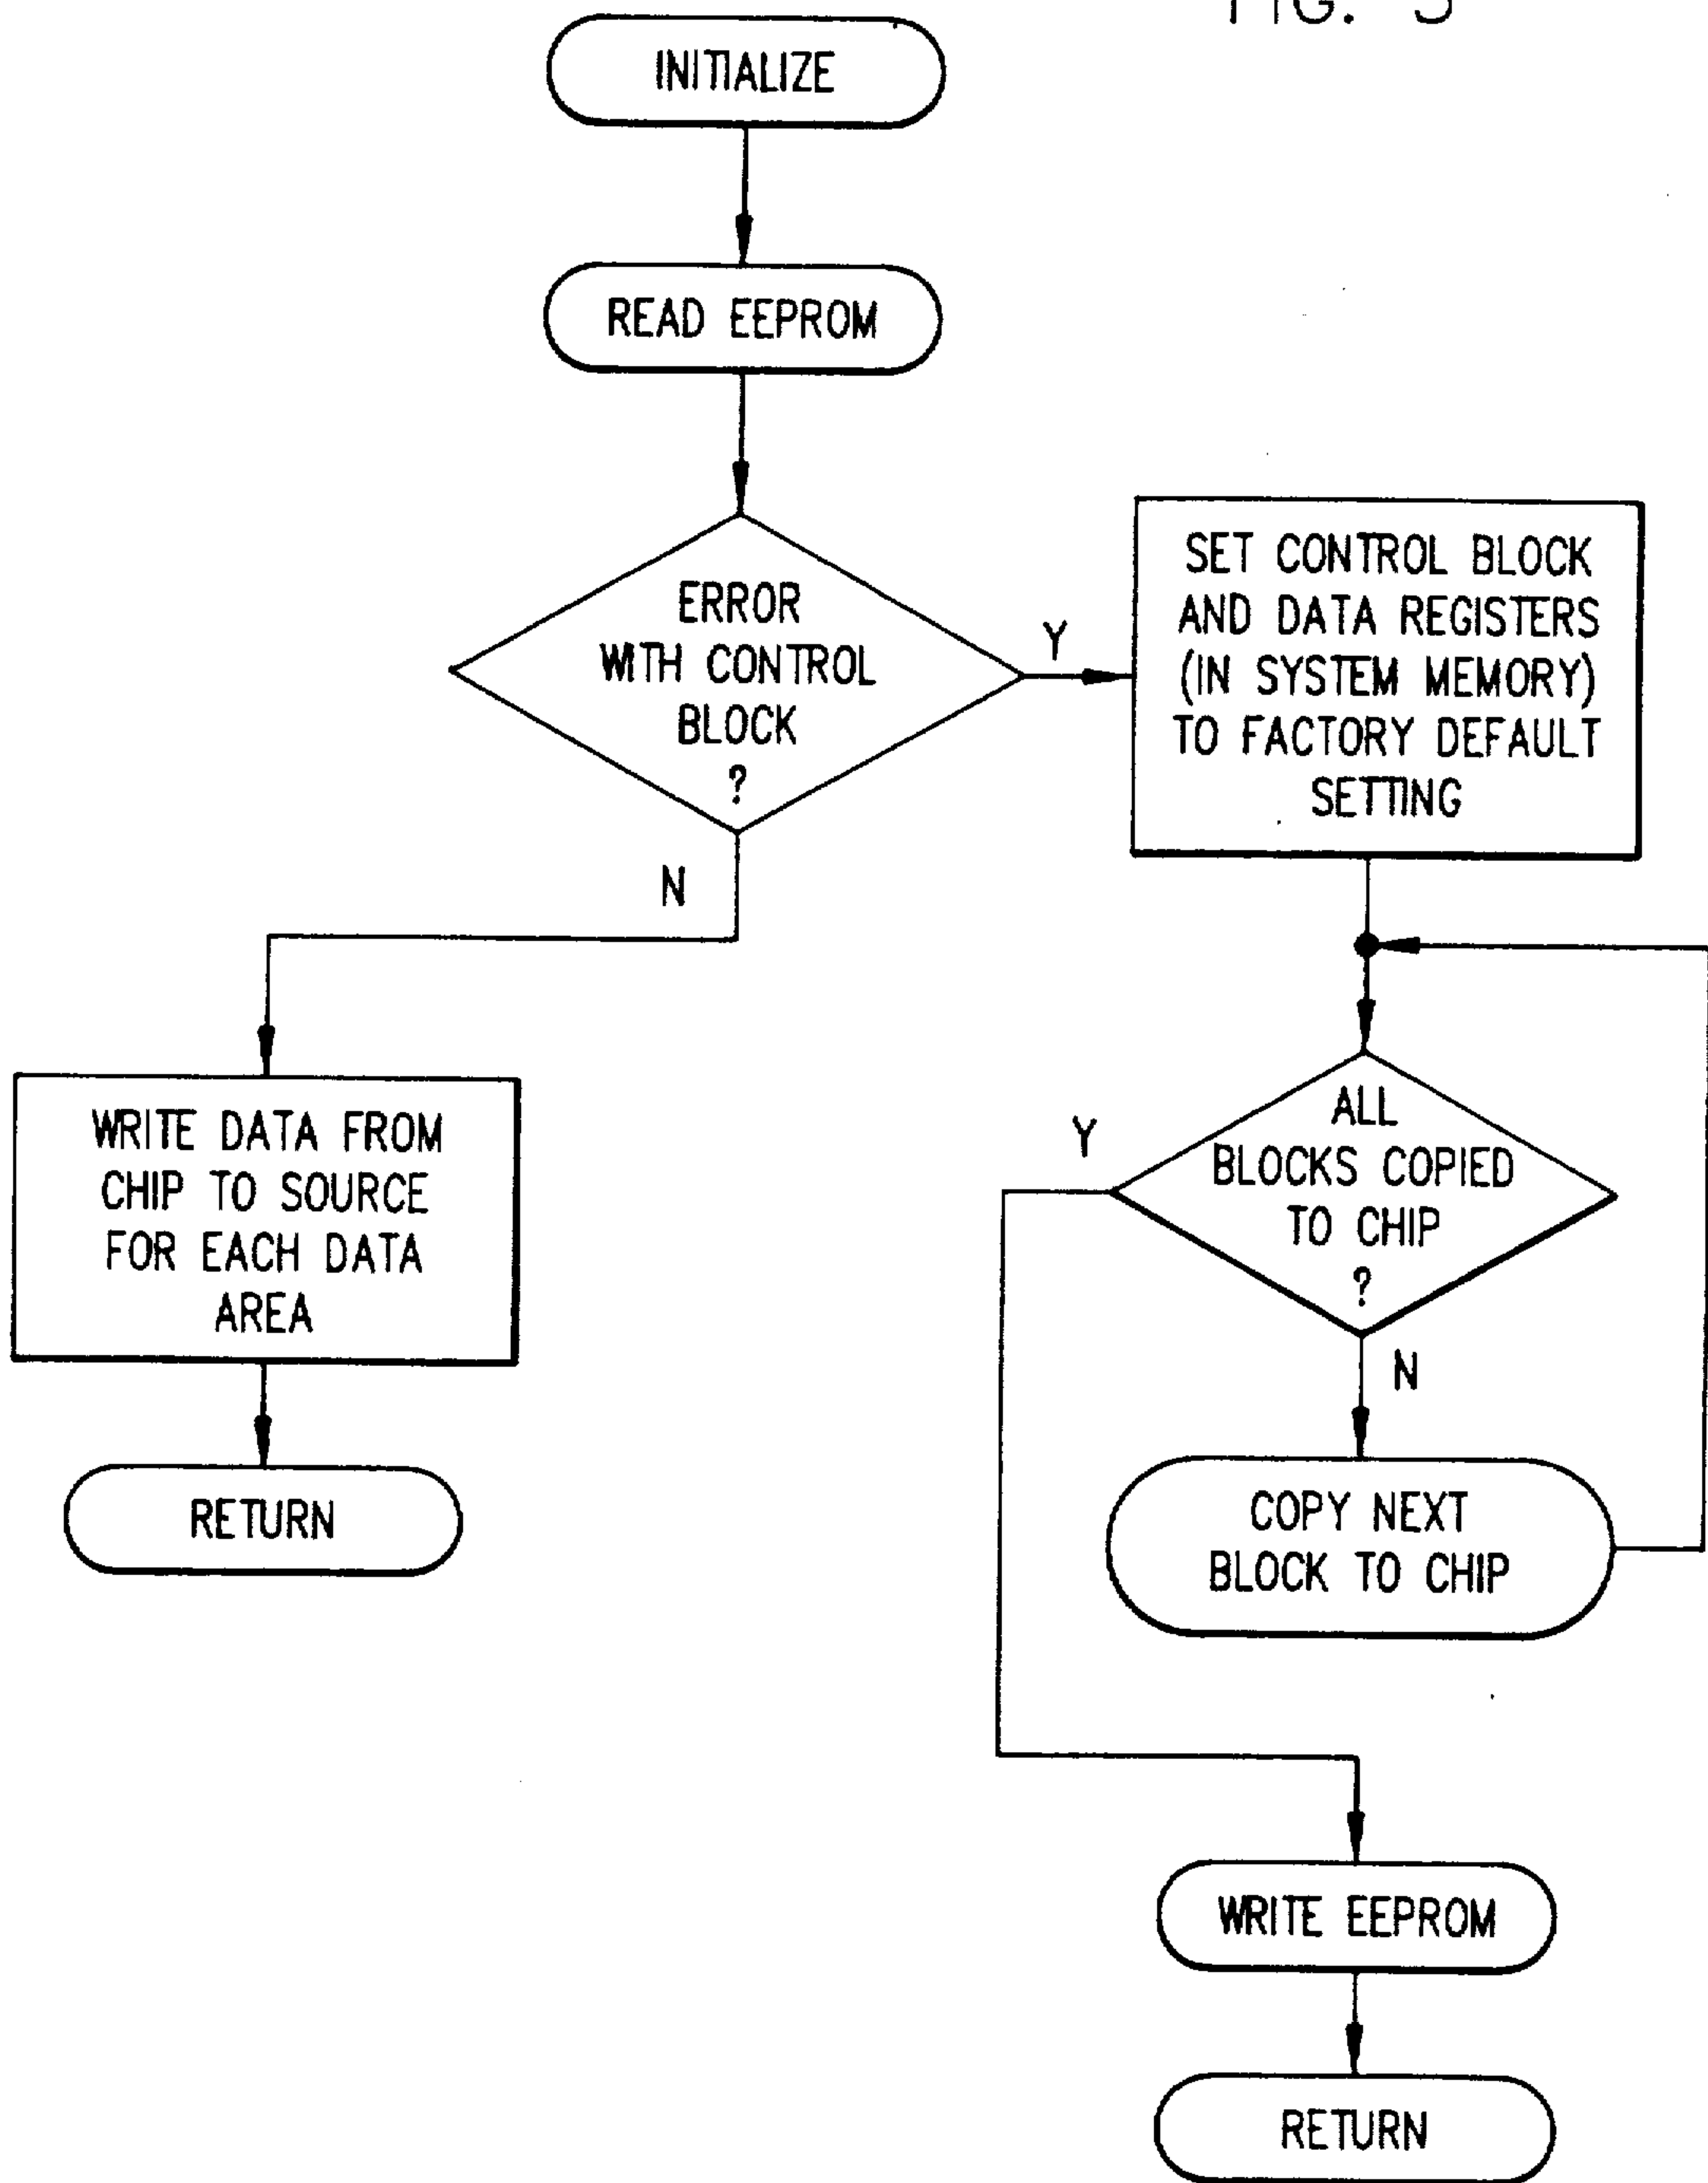 FIG.
INITIALIZE
READ EEPROM
ERROR
WITH CONTROL
BLOCK
?
Y
SET CONTROL BLOCK
AND DATA REGISTERS
(IN SYSTEM MEMORY)
TO FACTORY DEFAULT
SETTING
N
WRITE DATA FROM
CHIP TO SOURCE
FOR EACH DATA
AREA
RETURN
ALL
BLOCKS COPIED
TO CHIP
?
Y
N
COPY NEXT
BLOCK TO CHIP
WRITE EEPROM
RETURN